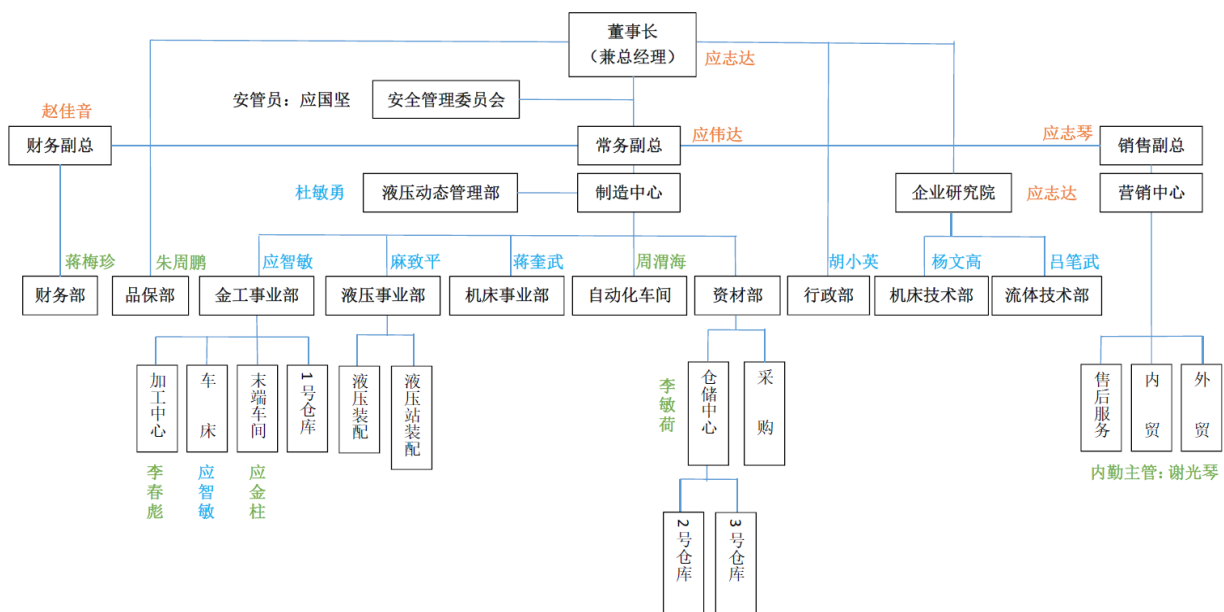 董事长
（兼总经理）
应志达
安管员：应国坚
安全管理委员会
赵佳音
财务副总
常务副总
应伟达
应志琴
销售副总
杜敏勇
液压动态管理部
制造中心
企业研究院
应志达
营销中心
蒋梅珍
朱周鹏
应智敏
麻致平
蒋奎武
周渭海
胡小英
杨文高
吕笔武
财务部
品保部
金工事业部
液压事业部
机床事业部
自动化车间
资材部
行政部
机床技术部
流体技术部
加工中心
车床
末端车间
1号仓库
液压装配
液压站装配
李敏荷
仓储中心
采购
售后服务
内贸
外贸
李春彪
应智敏
应金柱
内勤主管：谢光琴
2号仓库
3号仓库